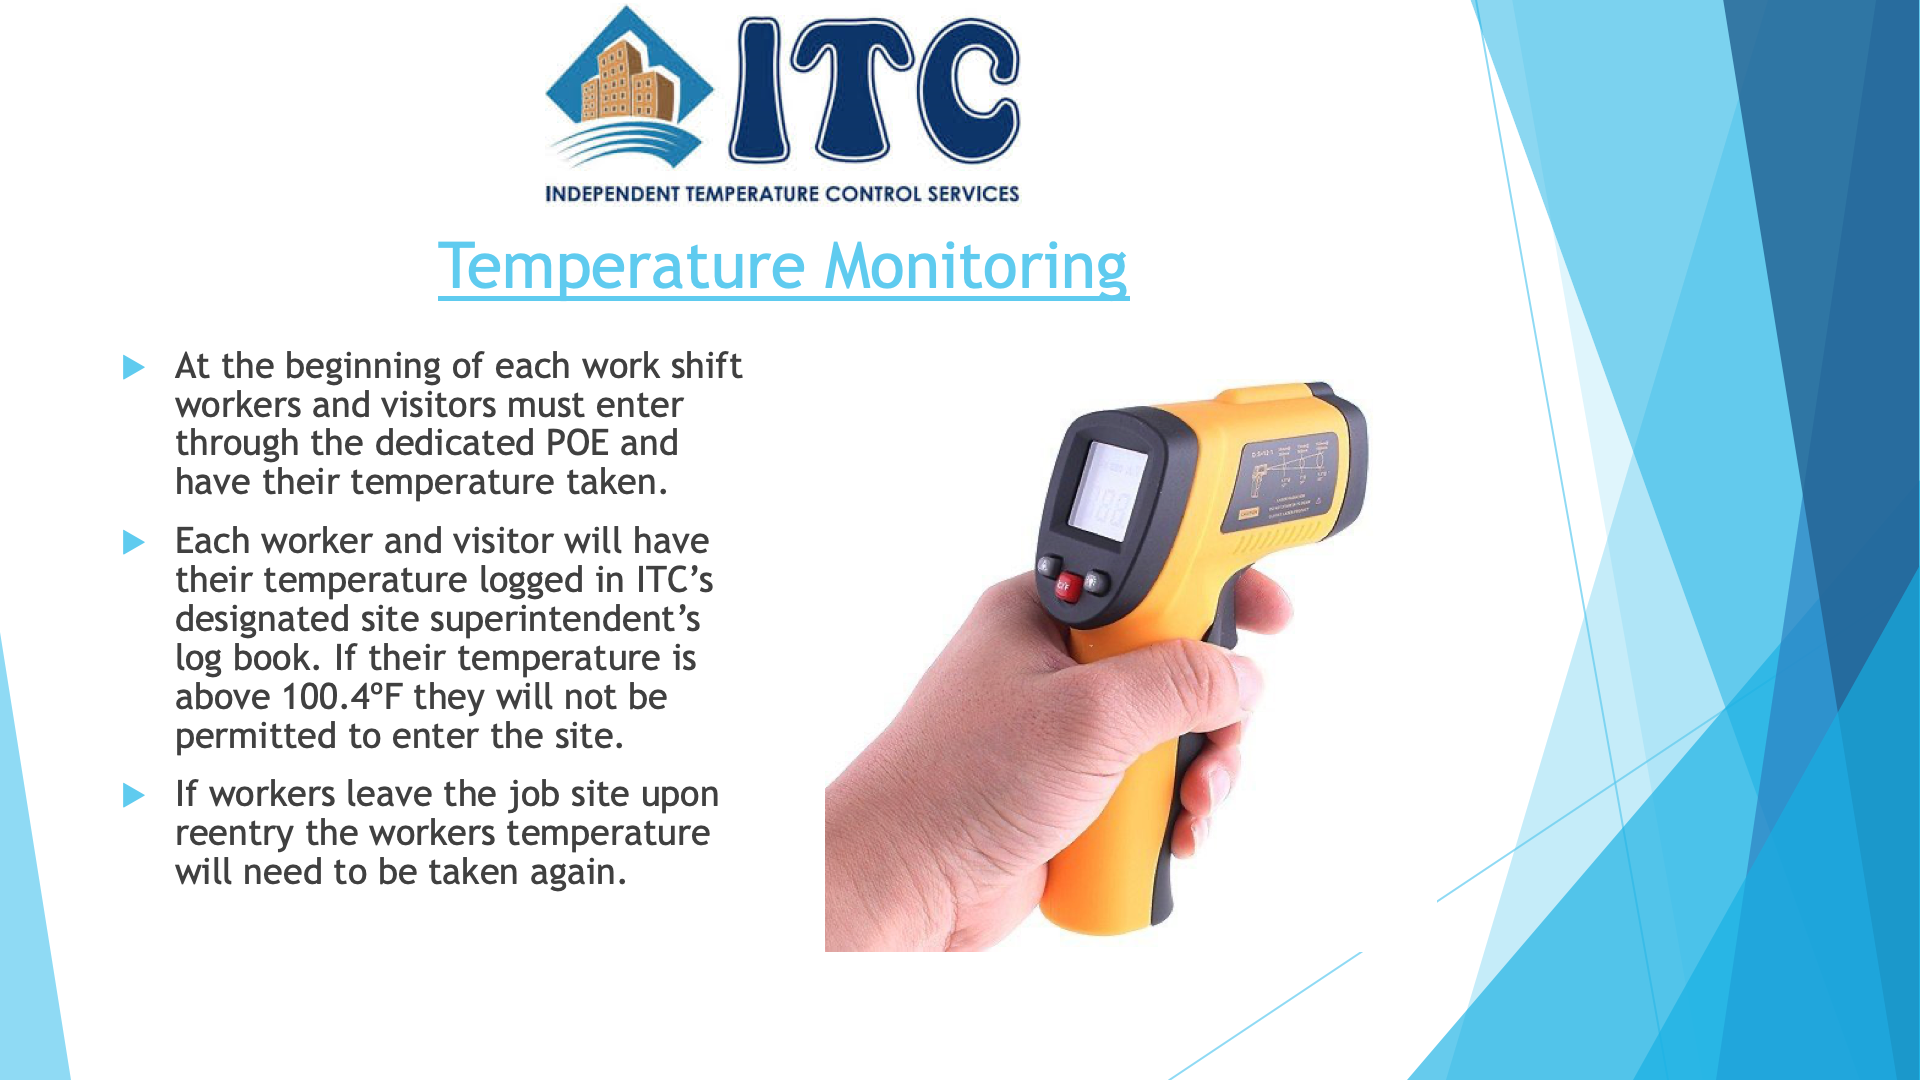 ITC
INDEPENDENT TEMPERATURE CONTROL SERVICES
Temperature Monitoring
At the beginning of each work shift
workers and visitors must enter
through the dedicated POE and
have their temperature taken.
Each worker and visitor will have
their temperature logged in ITC’s
designated site superintendent’s
log book. If their temperature is
above 100.4ºF they will not be
permitted to enter the site.
If workers leave the job site upon
reentry the workers temperature
will need to be taken again.